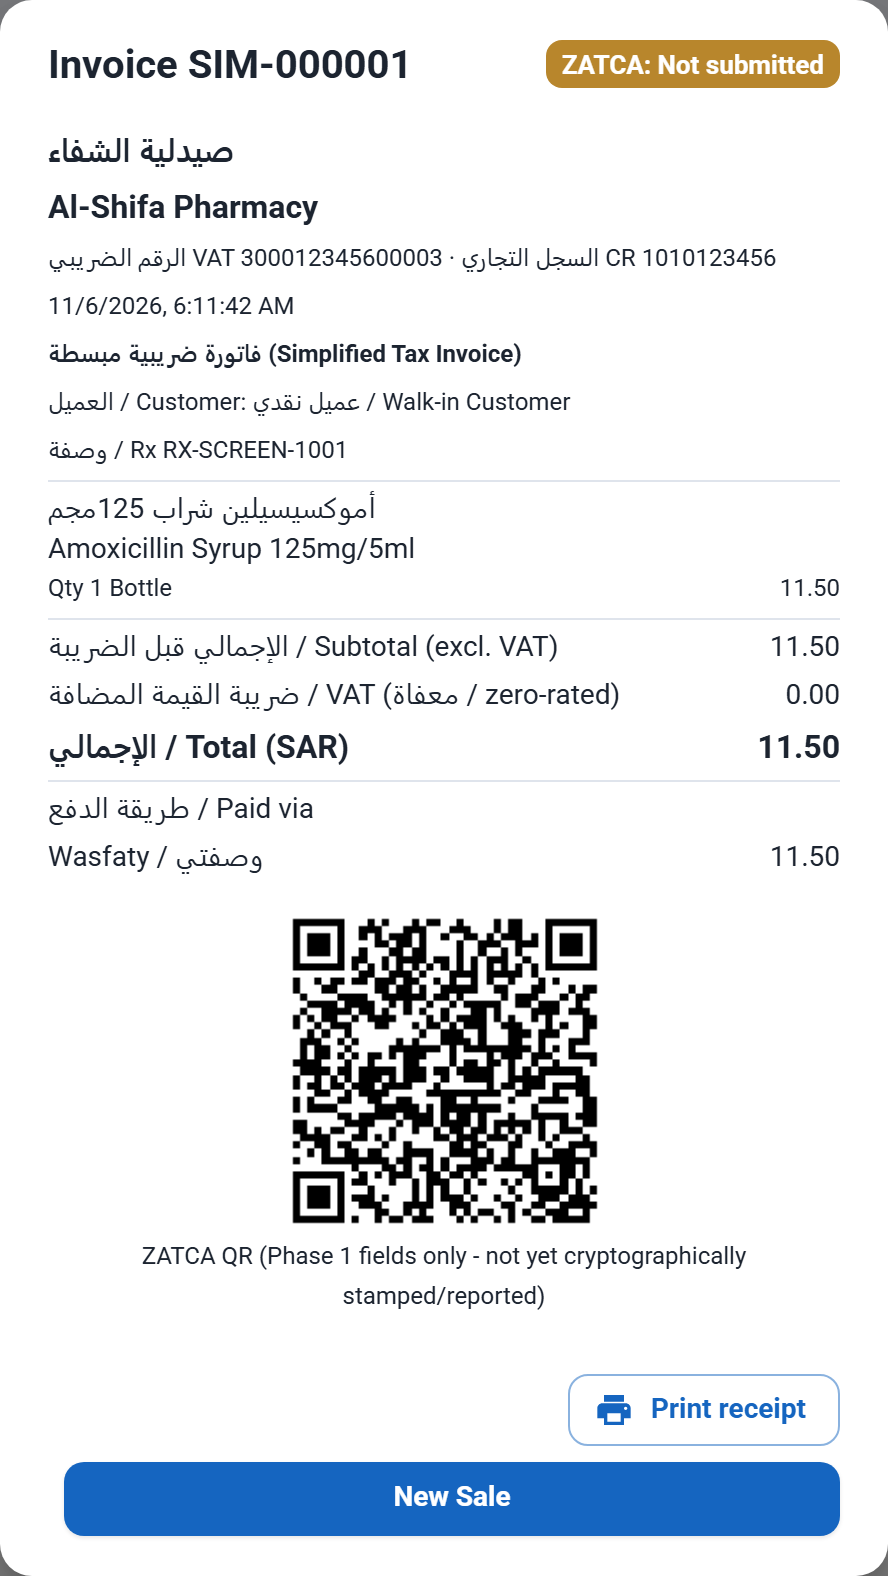 Invoice SIM-000001
ZATCA: Not submitted
صيدلية الشفاء
Al-Shifa Pharmacy
الرقم الضريبي VAT 300012345600003 · السجل التجاري CR 1010123456
11/6/2026, 6:11:42 AM
فاتورة ضريبية مبسطة (Simplified Tax Invoice)
العميل / Customer: عميل نقدي / Walk-in Customer
وصفة / Rx RX-SCREEN-1001
أموكسيسيلين شراب 125مجم
Amoxicillin Syrup 125mg/5ml
Qty 1 Bottle 11.50
الإجمالي قبل الضريبة / Subtotal (excl. VAT) 11.50
ضريبة القيمة المضافة / VAT (معفاة / zero-rated) 0.00
الإجمالي / Total (SAR) 11.50
طريقة الدفع / Paid via
Wasfaty / وصفتي 11.50
ZATCA QR (Phase 1 fields only - not yet cryptographically
stamped/reported)
Print receipt
New Sale